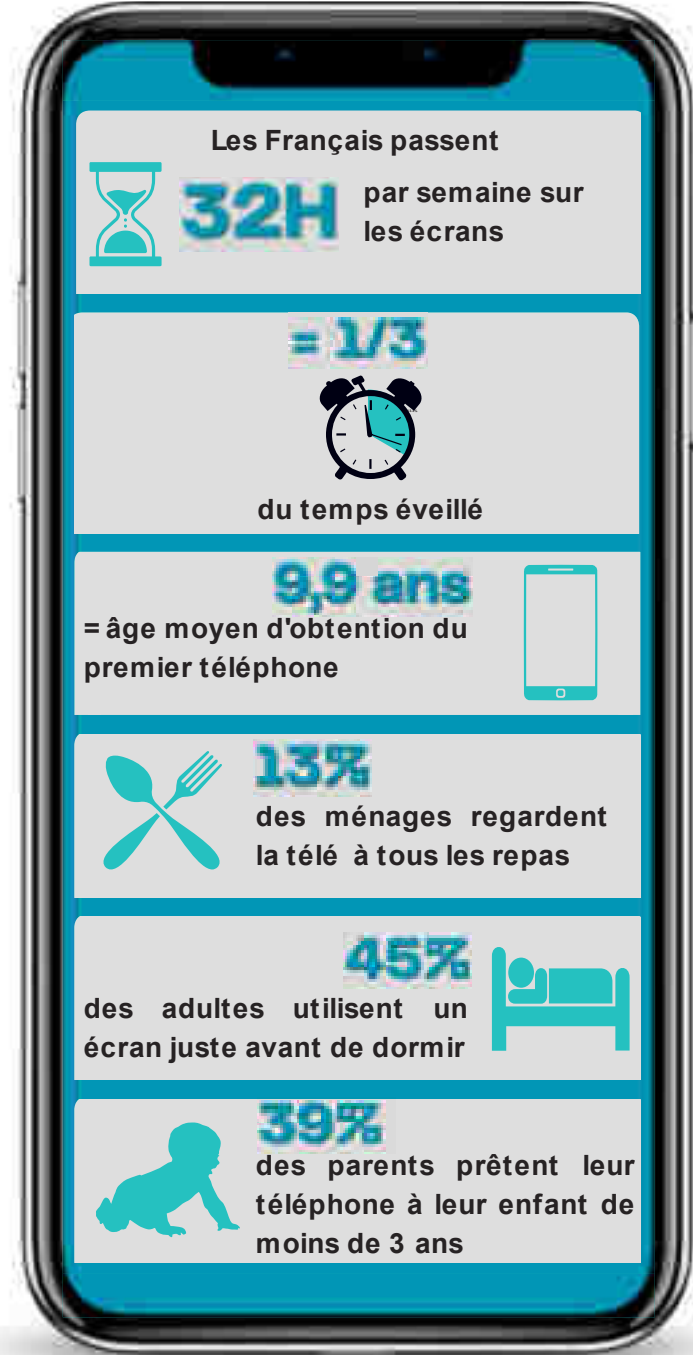 Les Français passent
32H
par semaine sur
les écrans
= 1/3
du temps éveillé
9,9 ans
= âge moyen d'obtention du
premier téléphone
13%
des ménages regardent
la télé à tous les repas
45%
des adultes utilisent un
écran juste avant de dormir
39%
des parents prêtent leur
téléphone à leur enfant de
moins de 3 ans